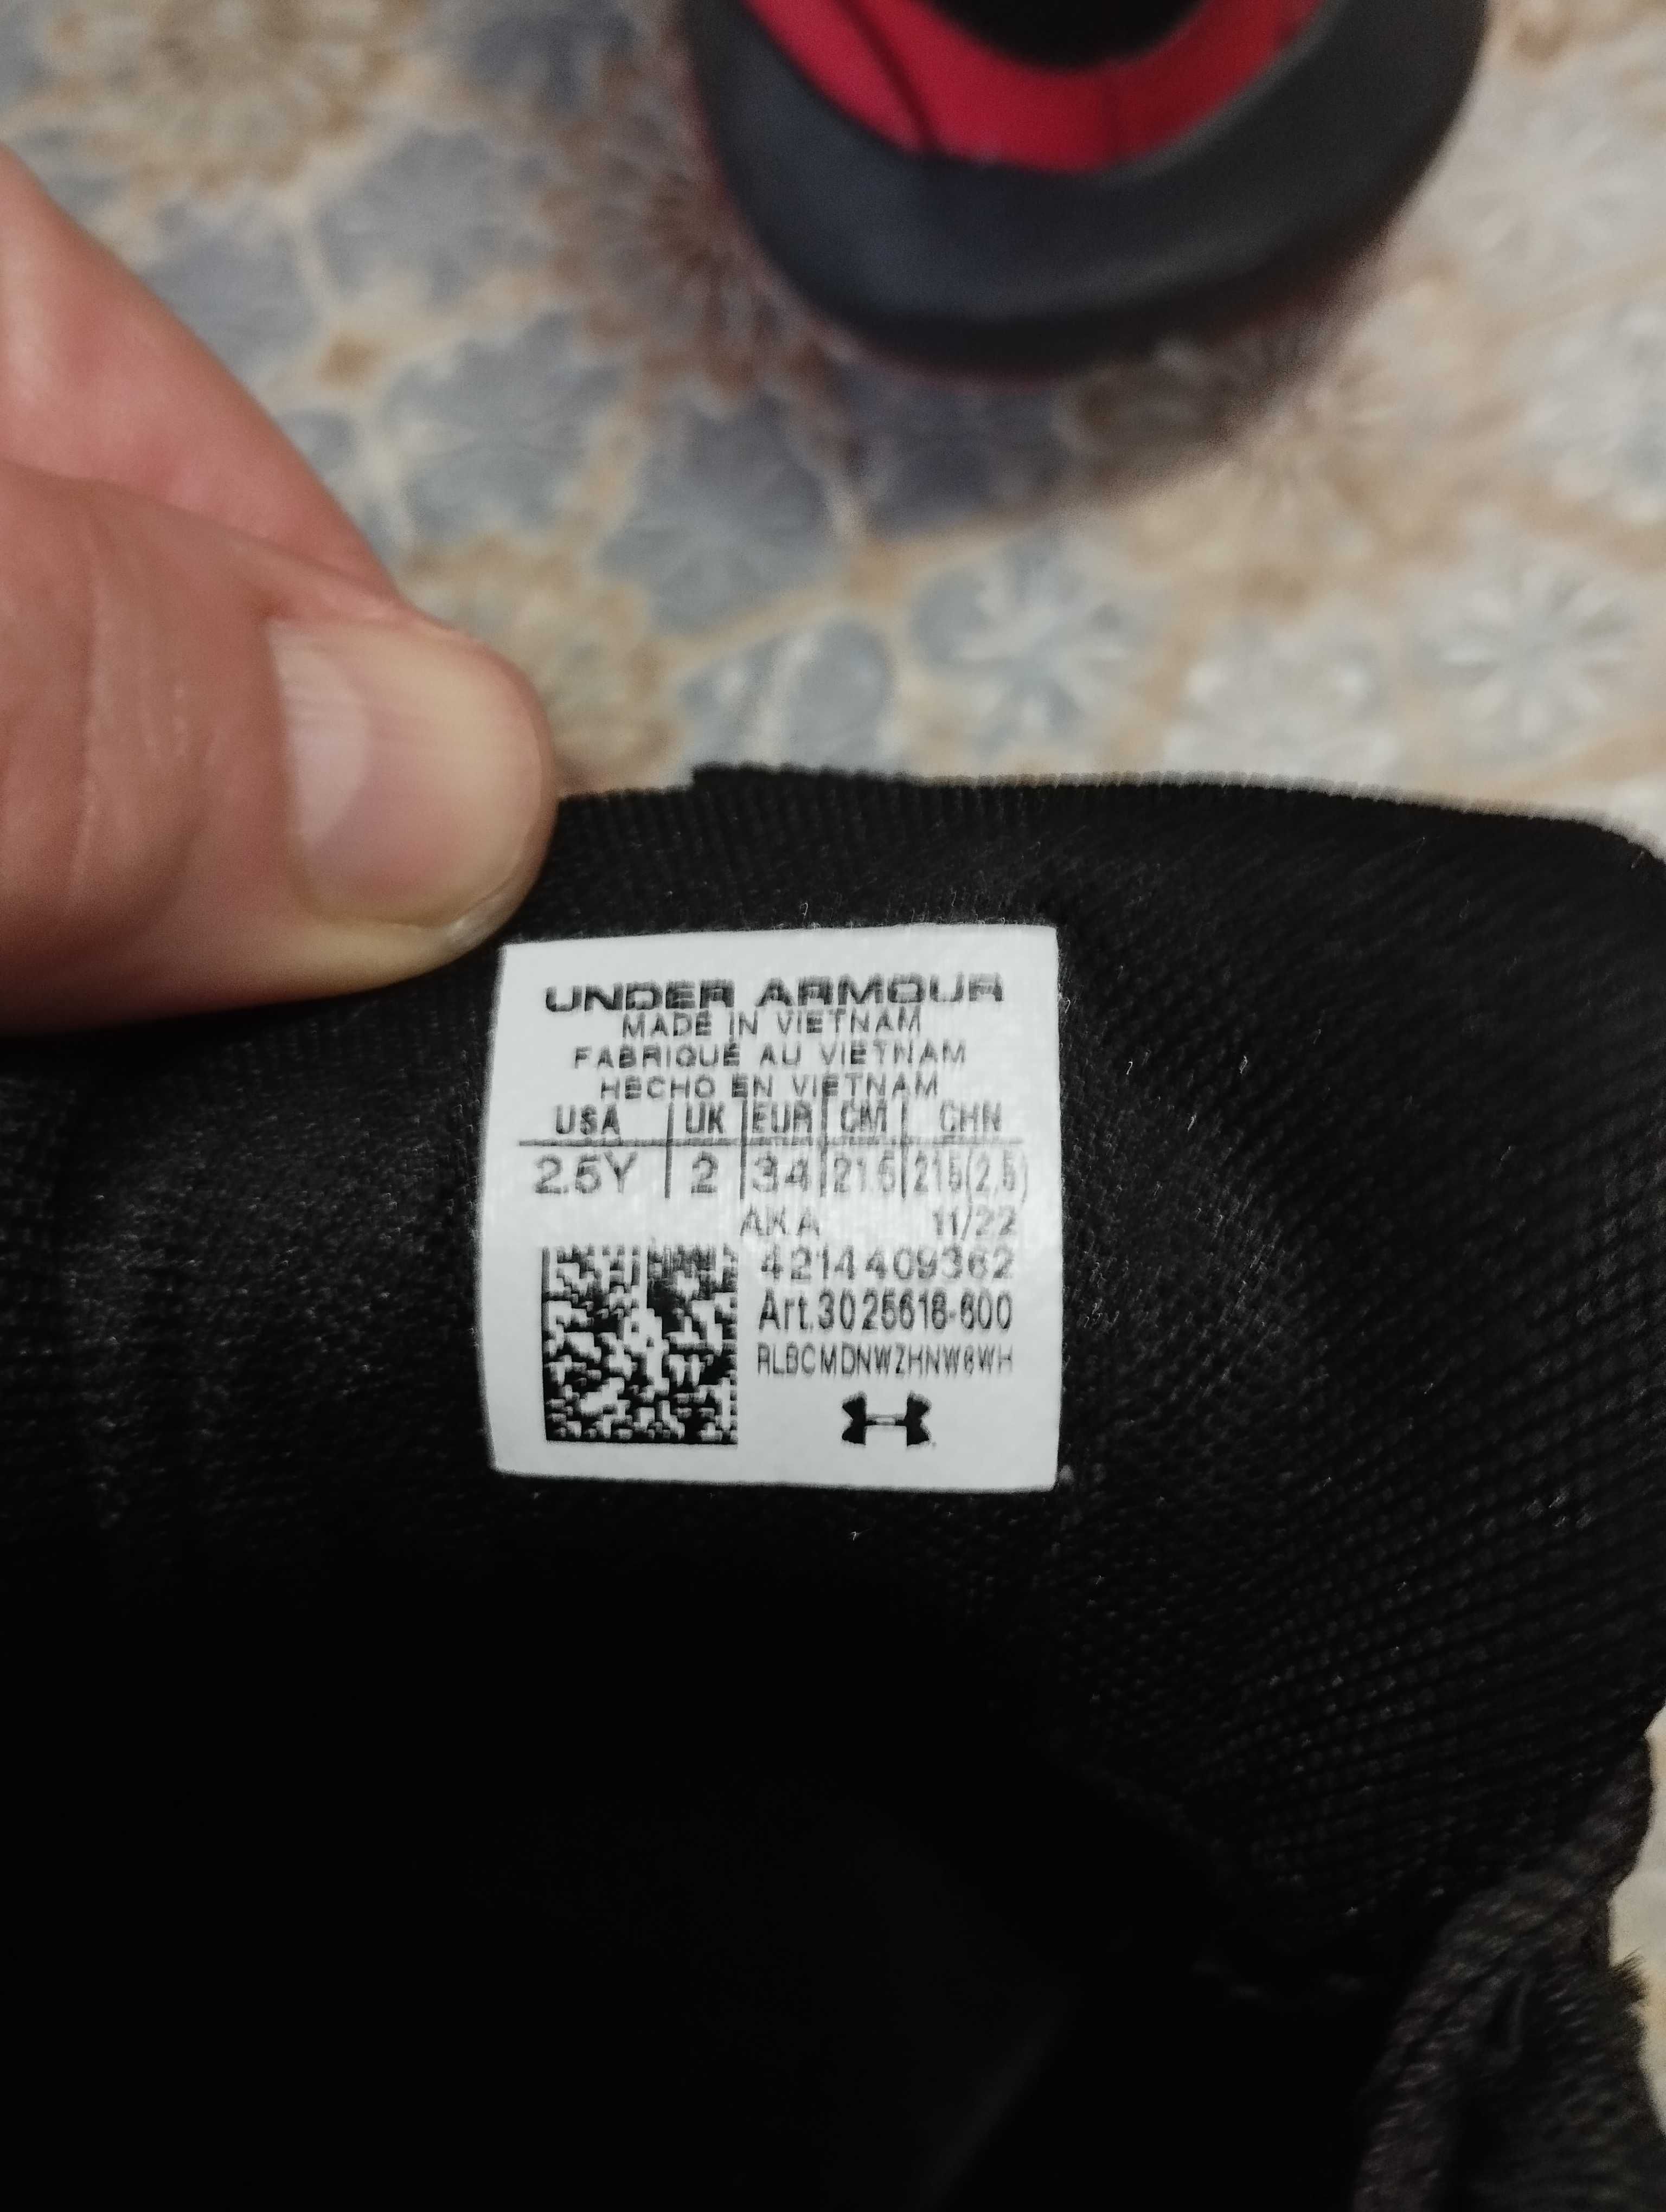 UNDER ARMOUR
MADE IN VIETNAM
FABRIQUÉ AU VIETNAM
HECHO EN VIETNAM
USA UK EUR CM CHN
2.5Y 2 34 21.5 215(2.5)
AKA 11/22
4214409362
Art.3025618-600
RLBCMDNWZHNW6WH